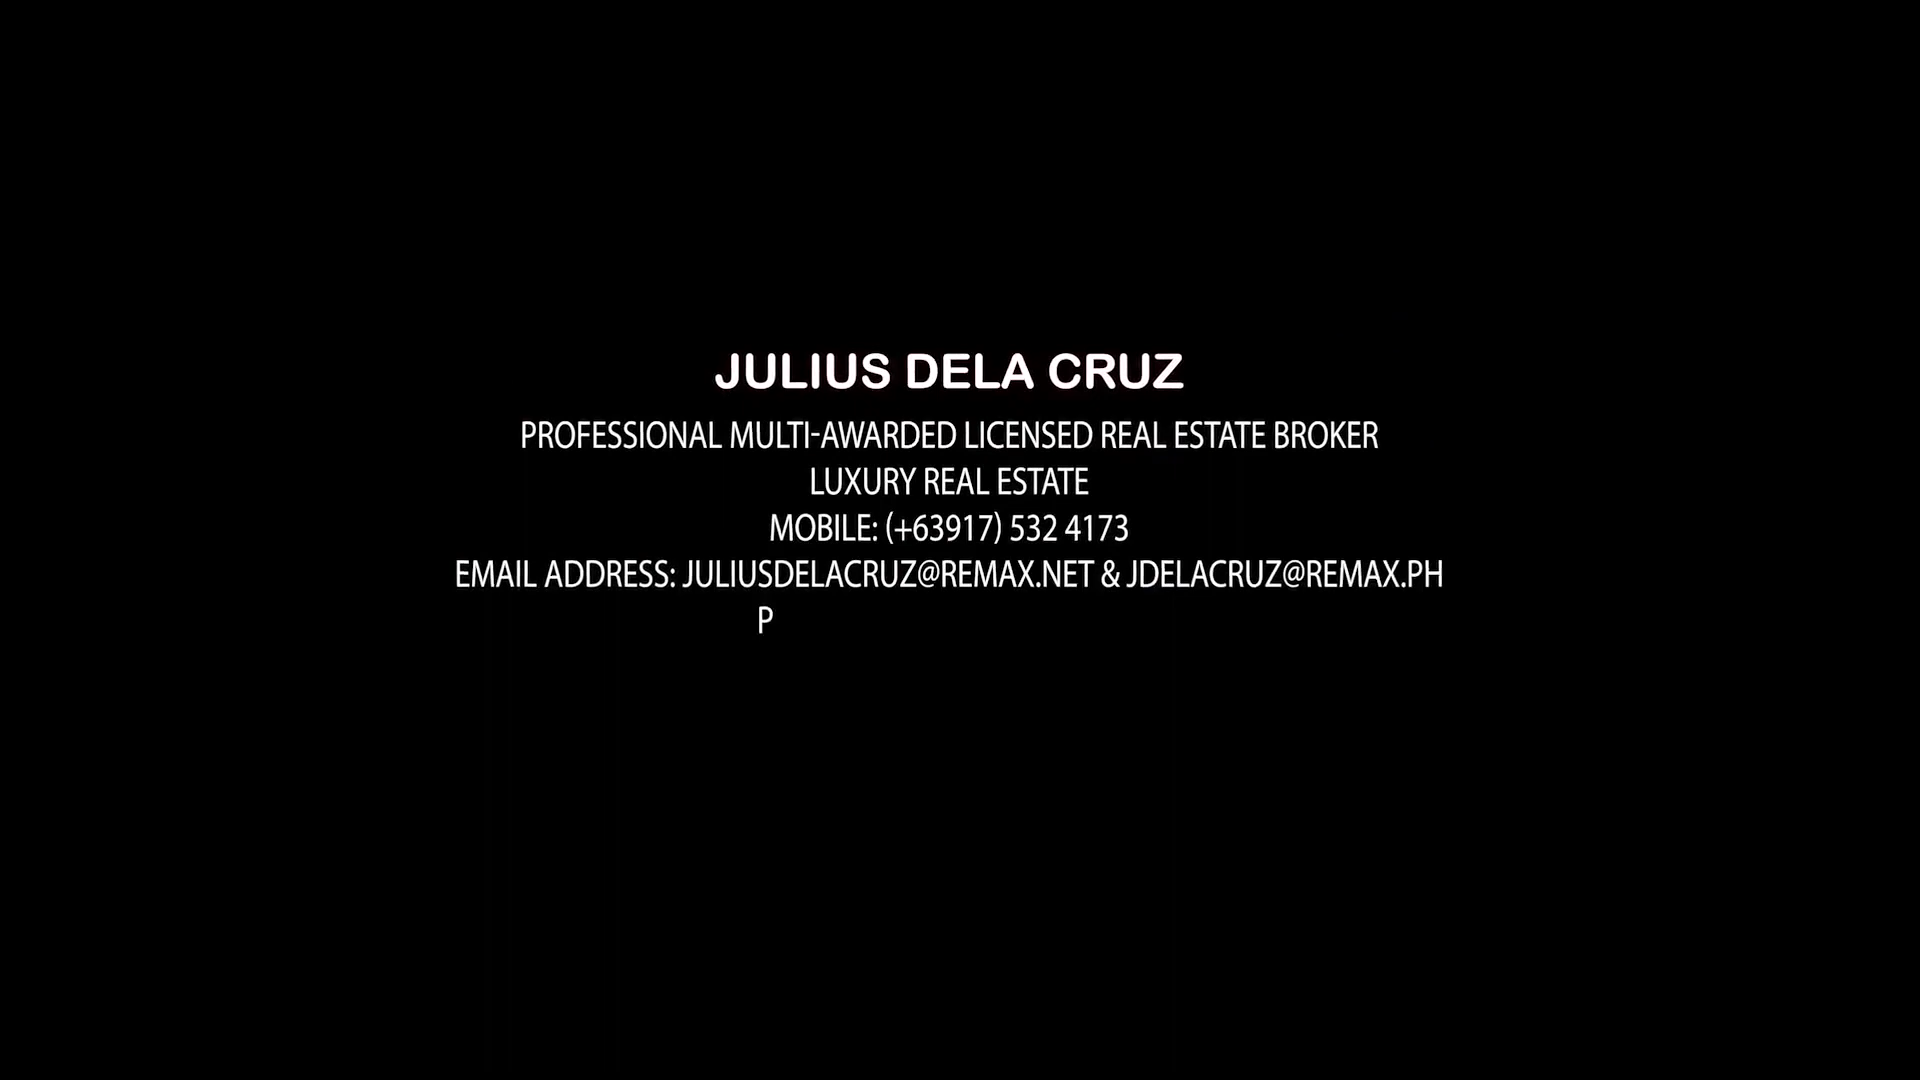 JULIUS DELA CRUZ
PROFESSIONAL MULTI-AWARDED LICENSED REAL ESTATE BROKER
LUXURY REAL ESTATE
MOBILE: (+63917) 532 4173
EMAIL ADDRESS: JULIUSDELACRUZ@REMAX.NET & JDELACRUZ@REMAX.PH
P